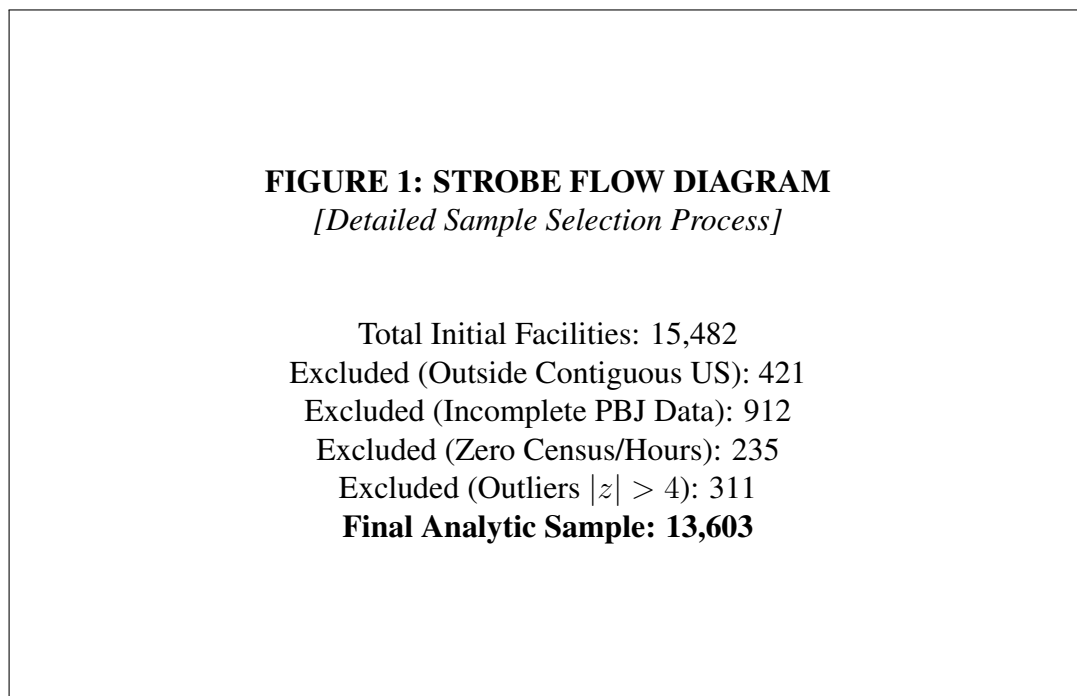 FIGURE 1: STROBE FLOW DIAGRAM
[Detailed Sample Selection Process]
Total Initial Facilities: 15,482
Excluded (Outside Contiguous US): 421
Excluded (Incomplete PBJ Data): 912
Excluded (Zero Census/Hours): 235
Excluded (Outliers |z| > 4): 311
Final Analytic Sample: 13,603